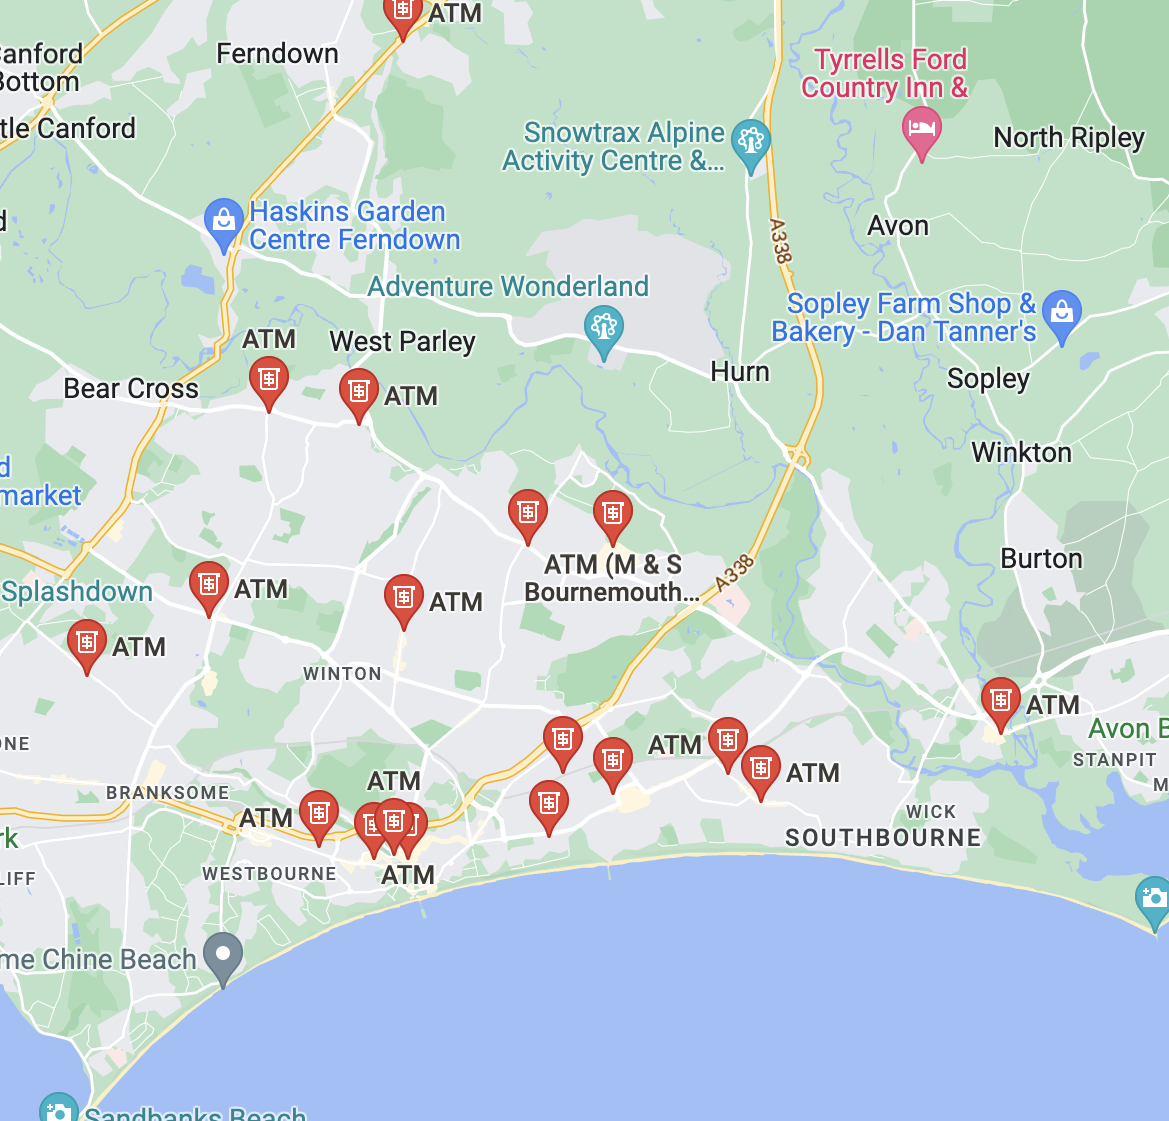 ATM
Ferndown
Canford
Bottom
Tyrrells Ford
Country Inn &
tle Canford
Snowtrax Alpine
Activity Centre &...
North Ripley
Haskins Garden
Centre Ferndown
d
Avon
A338
Adventure Wonderland
Sopley Farm Shop &
Bakery - Dan Tanner's
ATM
West Parley
Hurn
Sopley
Bear Cross
ATM
Winkton
d
market
ATM (M & S
Bournemouth...
Burton
A338
Splashdown
ATM
ATM
ATM
WINTON
ATM
Avon B
ONE
ATM
STANPIT
ATM
ATM
M
BRANKSOME
ATM
WICK
rk
SOUTHBOURNE
WESTBOURNE
ATM
LIFF
me Chine Beach
Sandbanks Beach